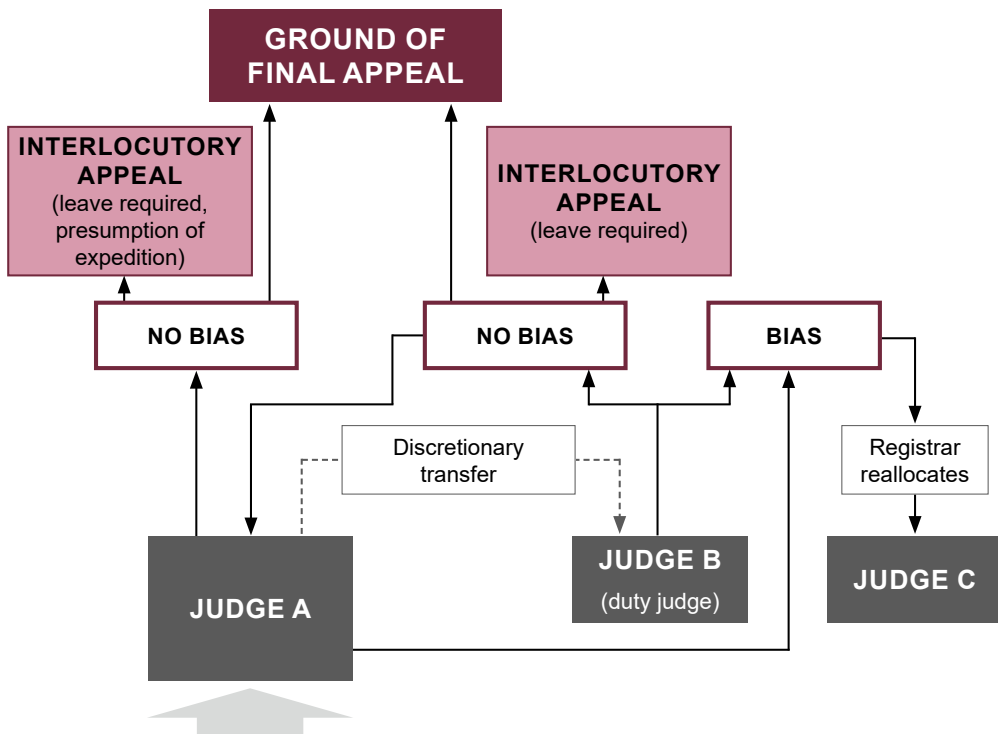 GROUND OF
FINAL APPEAL
INTERLOCUTORY
APPEAL
(leave required,
presumption of
expedition)
INTERLOCUTORY
APPEAL
(leave required)
NO BIAS
NO BIAS
BIAS
Discretionary
transfer
Registrar
reallocates
JUDGE A
JUDGE B
(duty judge)
JUDGE C